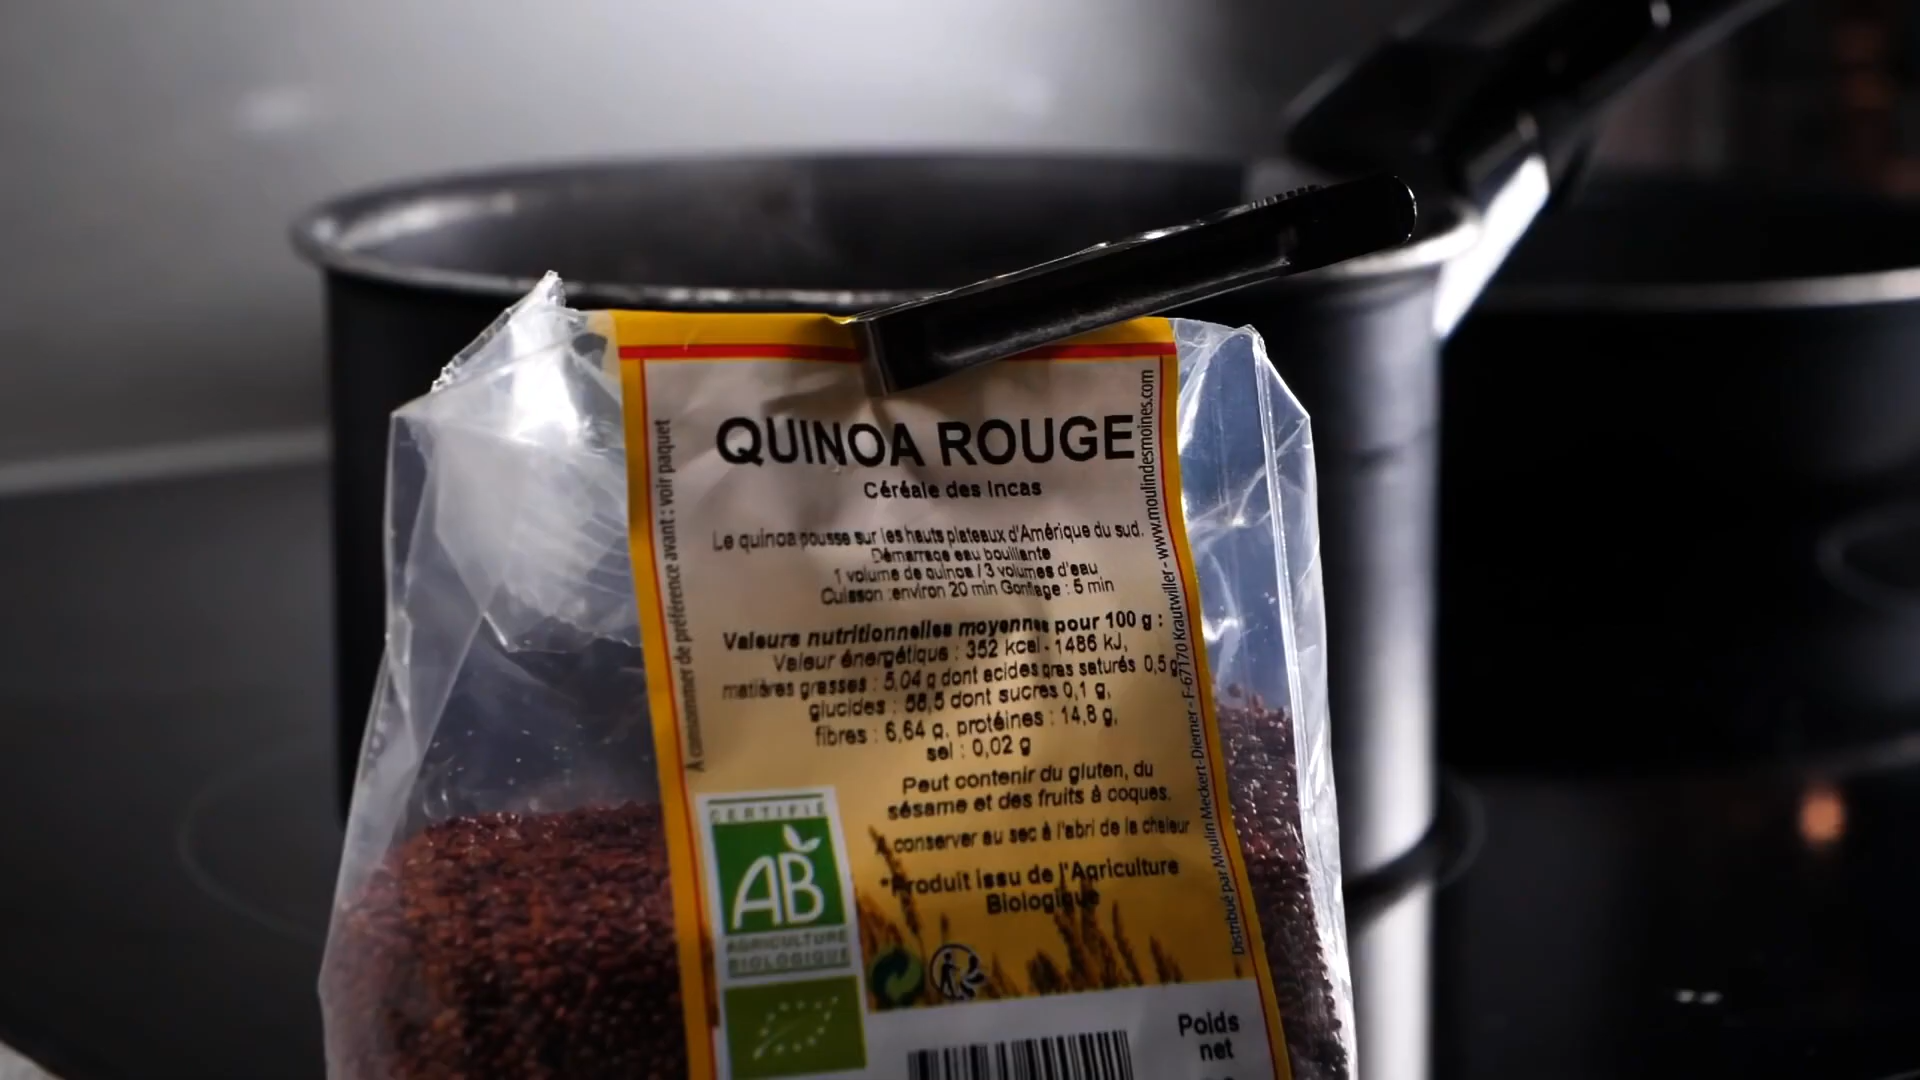 QUINOA ROUGE
Céréale des Incas
Le quinoa pousse sur les hauts plateaux d'Amérique du sud.
Démarrage eau bouillante
1 volume de quinoa / 3 volumes d'eau
Cuisson :environ 20 min Gonflage : 5 min
Valeurs nutritionnelles moyennes pour 100 g :
Valeur énergétique : 352 kcal - 1486 kJ,
matières grasses : 5,04 g dont acides gras saturés 0,5 g,
glucides : 58,5 dont sucres 0,1 g,
fibres : 6,64 g, protéines : 14,8 g,
sel : 0,02 g
Peut contenir du gluten, du
sésame et des fruits à coques.
A conserver au sec à l'abri de la chaleur
*Produit issu de l'Agriculture
Biologique
CERTIFIÉ
AB
AGRICULTURE
BIOLOGIQUE
Poids
net
A consommer de préférence avant : voir paquet
Distribué par Moulin Meckert-Diemer - F-67170 Krautwiller - www.moulindesmoines.com